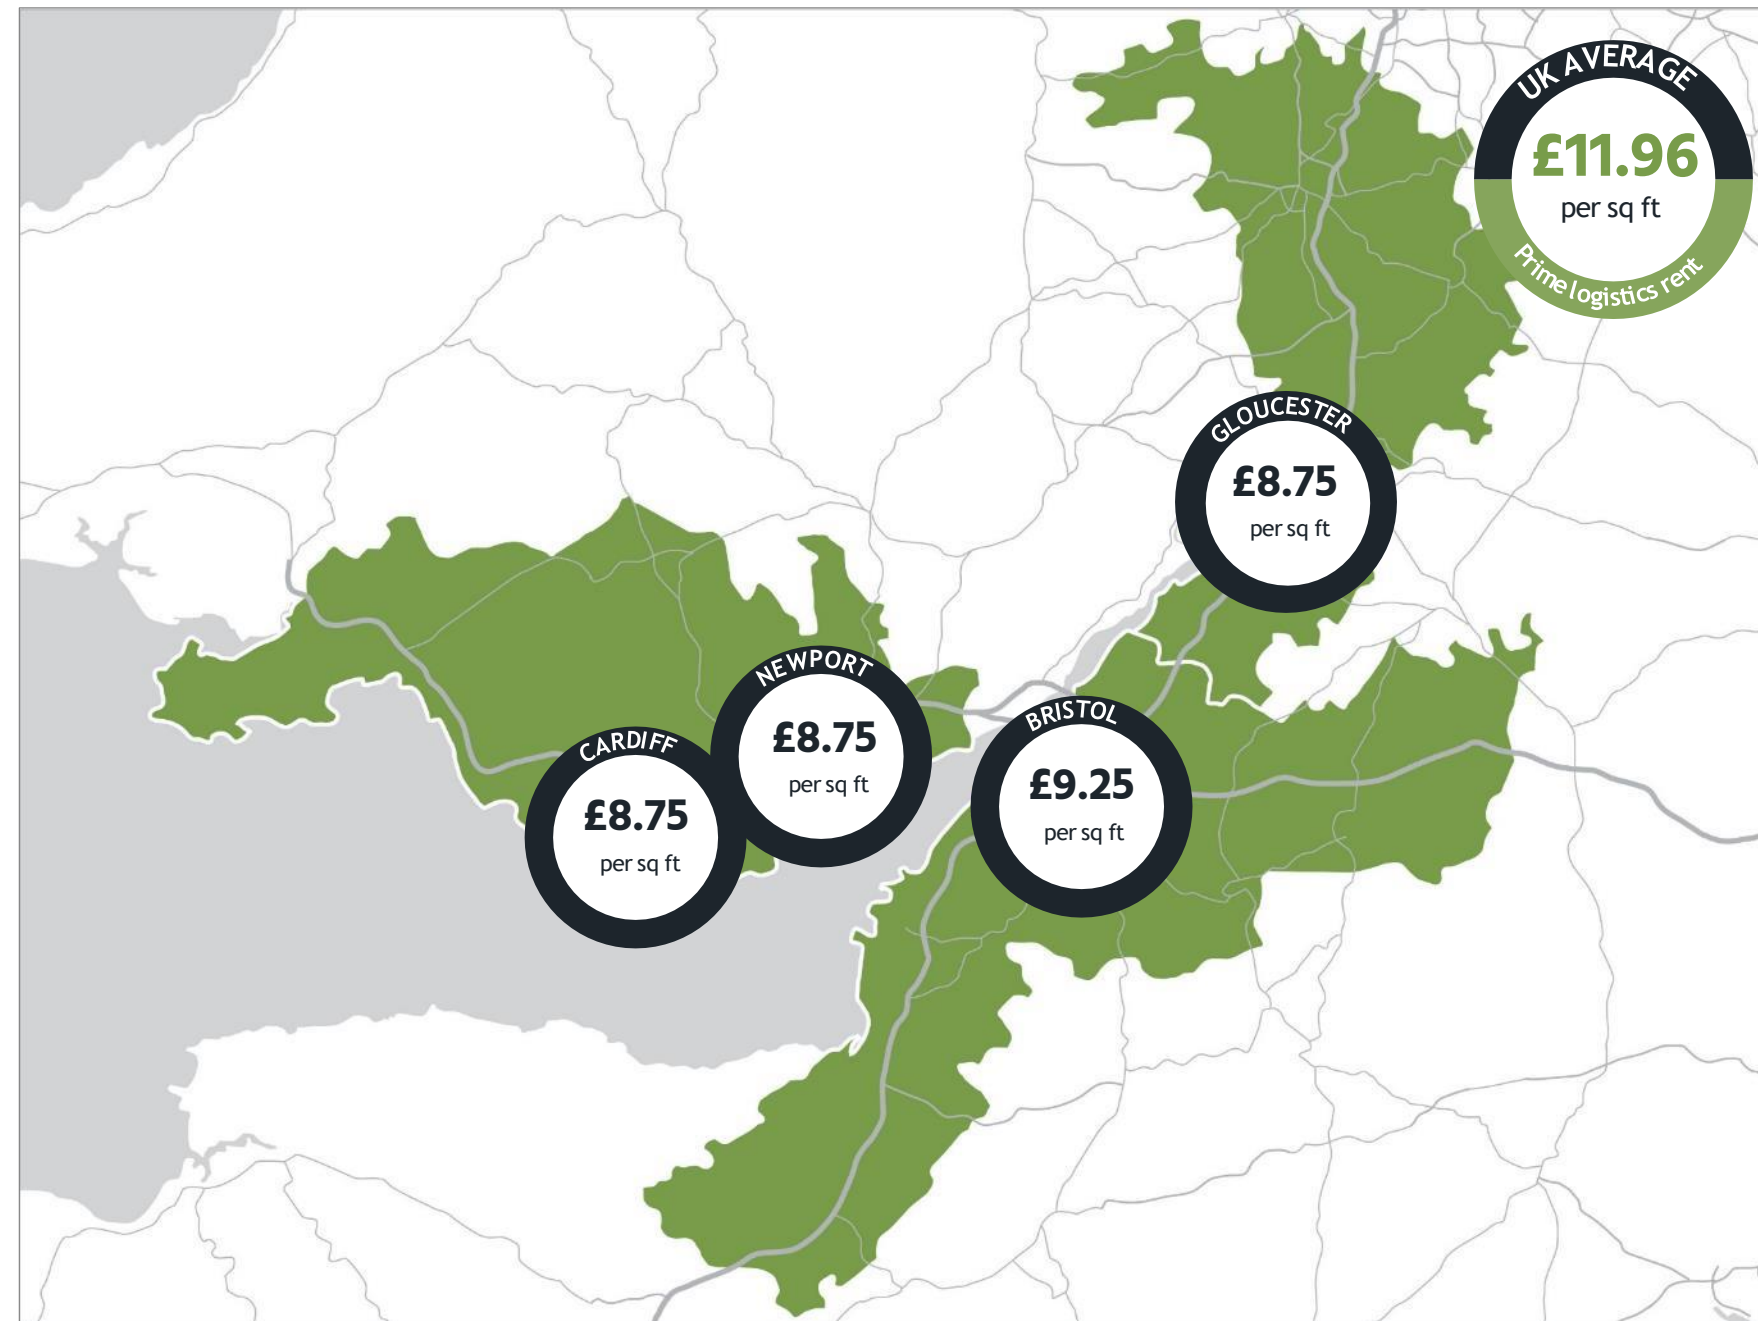 UK AVERAGE
£11.96
per sq ft
Prime logistics rent
GLOUCESTER
£8.75
per sq ft
NEWPORT
£8.75
per sq ft
BRISTOL
£9.25
per sq ft
CARDIFF
£8.75
per sq ft